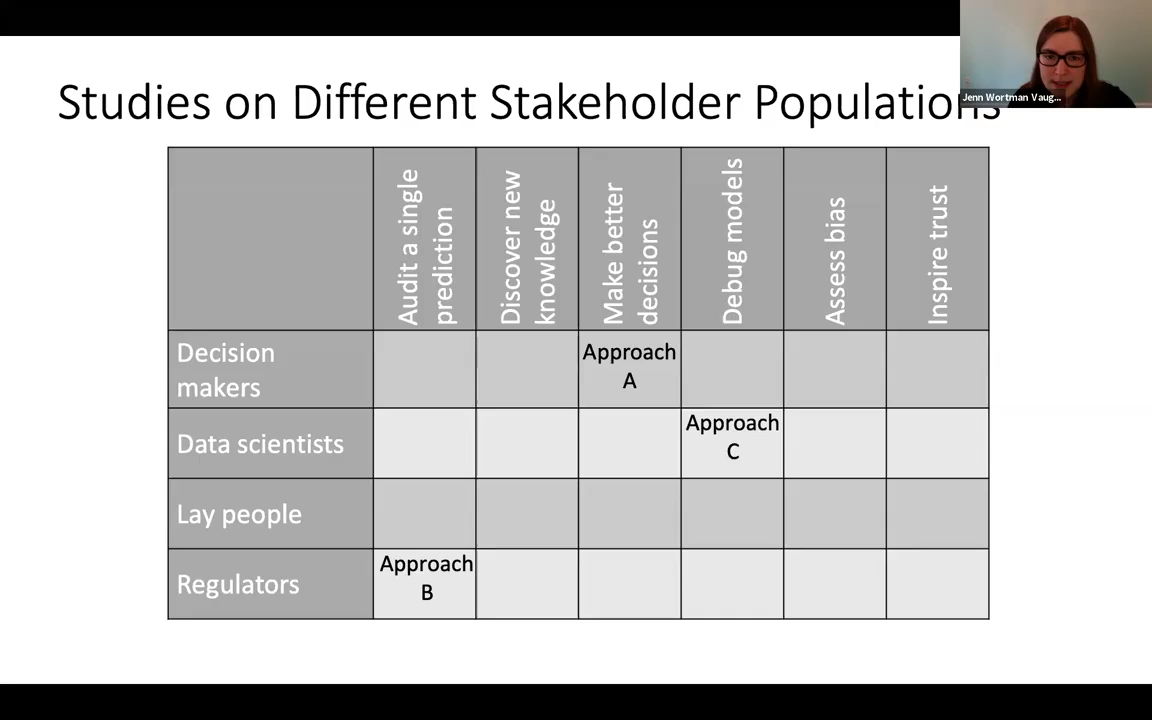 Studies on Different Stakeholder Populations
Jenn Wortman Vaug...
Audit a single
prediction
Discover new
knowledge
Make better
decisions
Debug models
Assess bias
Inspire trust
Decision
makers
Approach
A
Data scientists
Approach
C
Lay people
Regulators
Approach
B